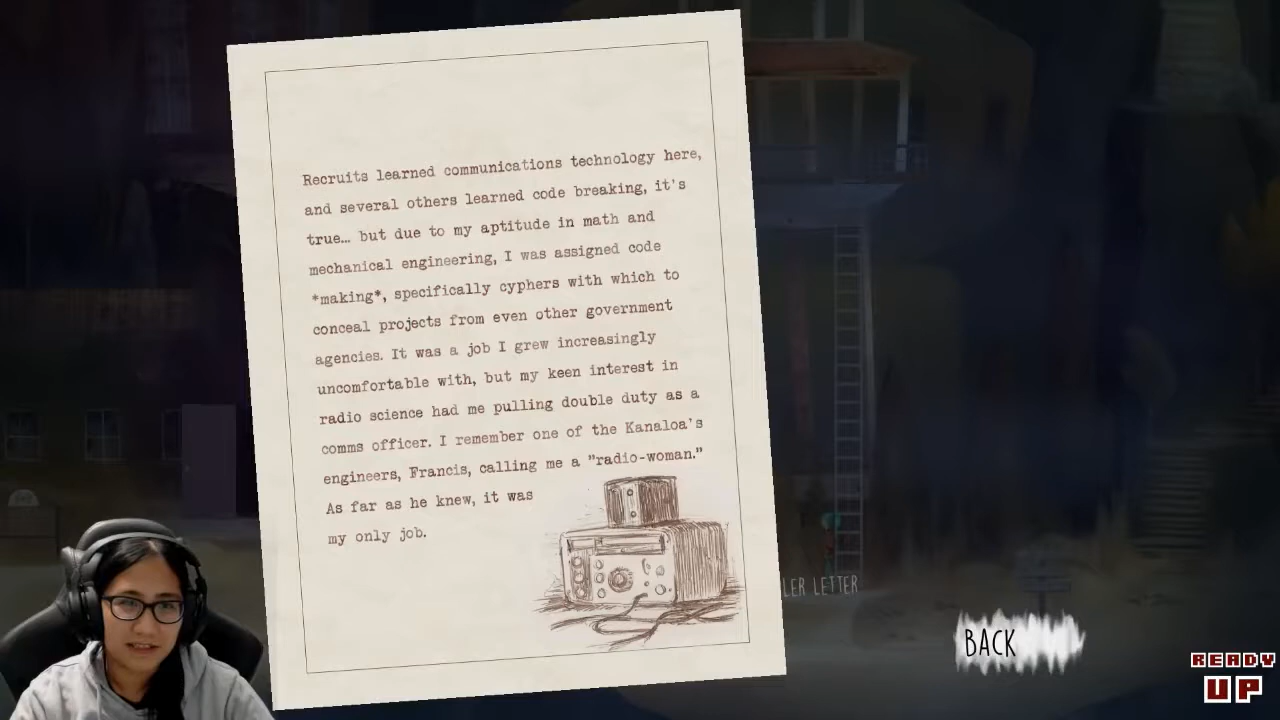 Recruits learned communications technology here,
and several others learned code breaking, it's
true... but due to my aptitude in math and
mechanical engineering, I was assigned code
*making*, specifically cyphers with which to
conceal projects from even other government
agencies. It was a job I grew increasingly
uncomfortable with, but my keen interest in
radio science had me pulling double duty as a
comms officer. I remember one of the Kanaloa's
engineers, Francis, calling me a "radio-woman."
As far as he knew, it was
my only job.
LER LETTER
BACK
READY
UP